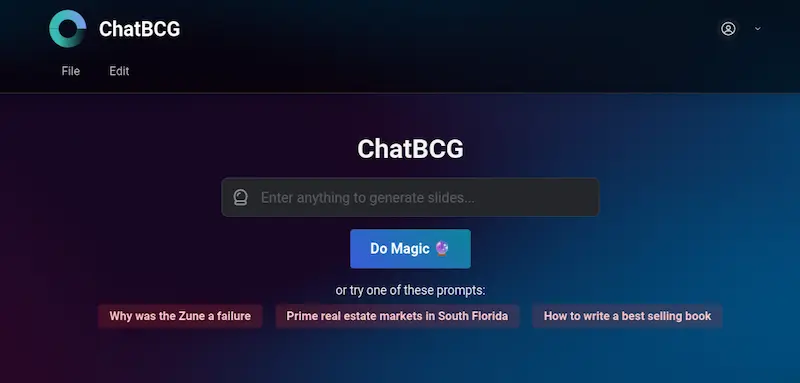 ChatBCG
File Edit
ChatBCG
Enter anything to generate slides...
Do Magic 🔮
or try one of these prompts:
Why was the Zune a failure Prime real estate markets in South Florida How to write a best selling book